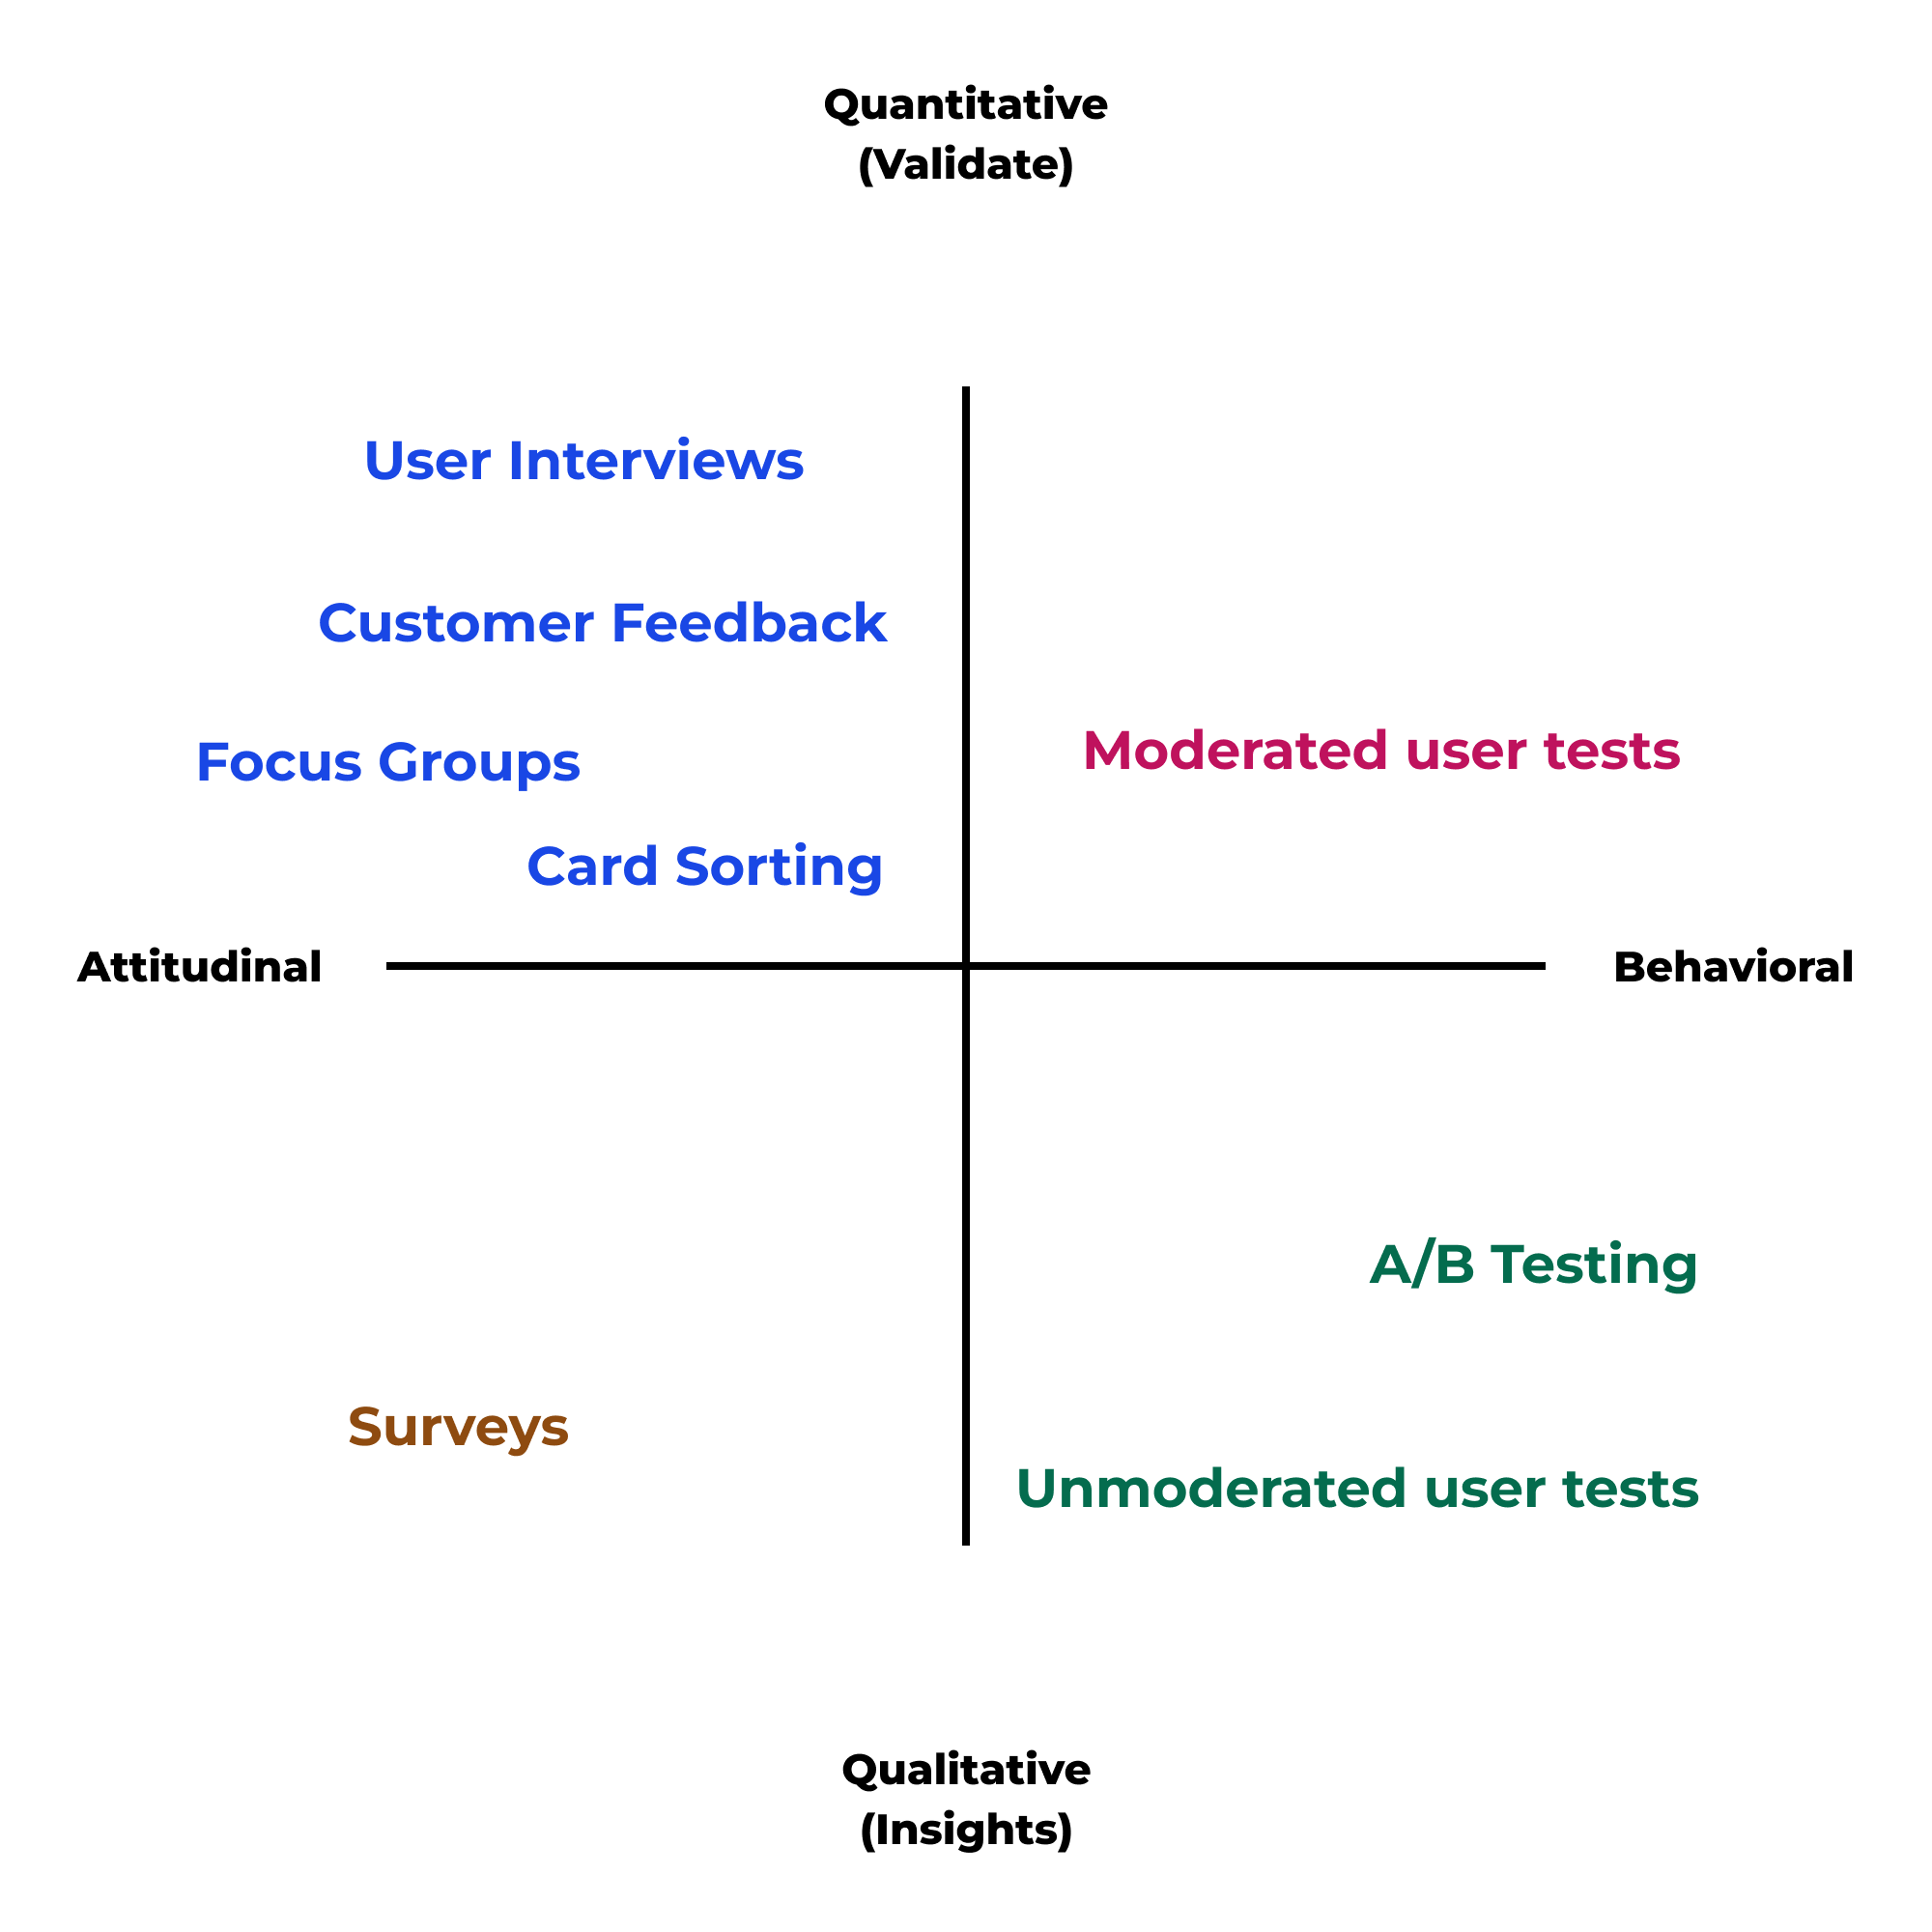 Quantitative
(Validate)
User Interviews
Customer Feedback
Focus Groups
Moderated user tests
Card Sorting
Attitudinal
Behavioral
A/B Testing
Surveys
Unmoderated user tests
Qualitative
(Insights)